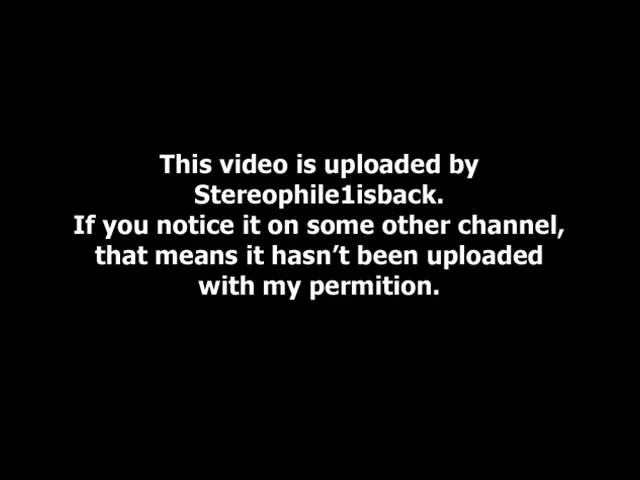 This video is uploaded by
Stereophile1isback.
If you notice it on some other channel,
that means it hasn’t been uploaded
with my permition.